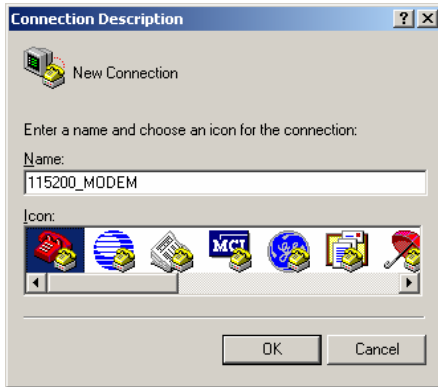 Connection Description
New Connection
Enter a name and choose an icon for the connection:
Name:
115200_MODEM
Icon:
MCI
OK Cancel